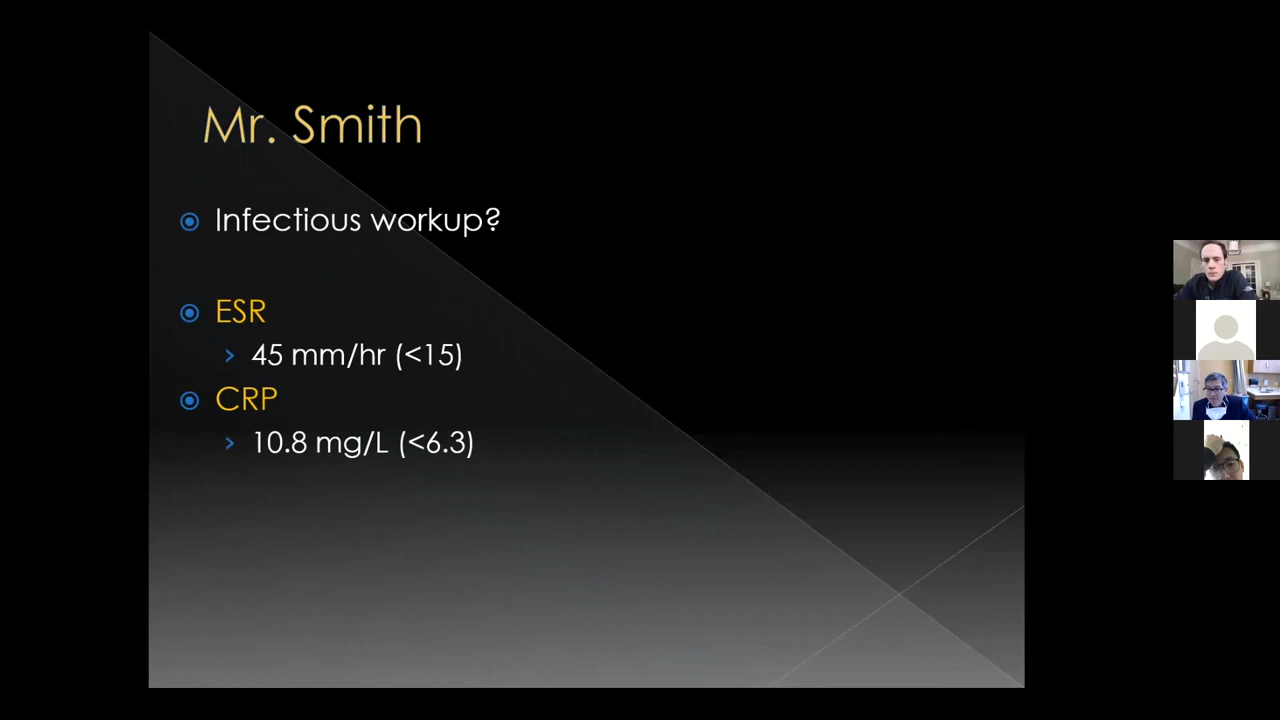 Mr. Smith
Infectious workup?
ESR
45 mm/hr (<15)
CRP
10.8 mg/L (<6.3)